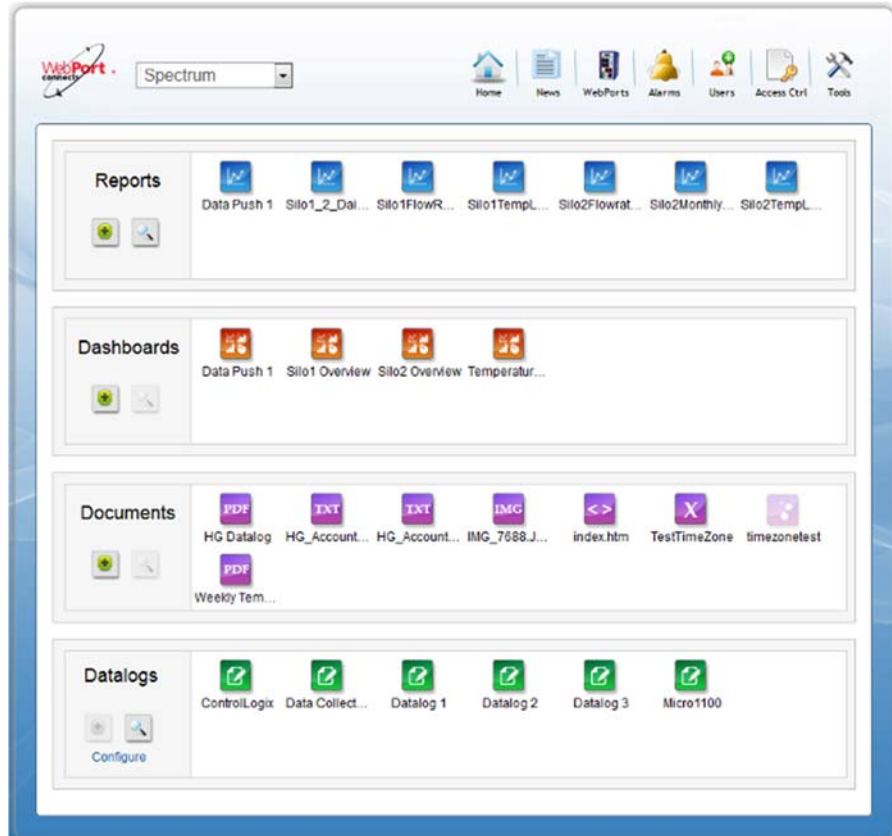 WebPort.
connects
Spectrum
Home News WebPorts Alarms Users Access Ctrl Tools
Reports
Data Push 1 Silo1_2_Dai... Silo1FlowR... Silo1TempL... Silo2Flowrat... Silo2Monthly... Silo2TempL...
Dashboards
Data Push 1 Silo1 Overview Silo2 Overview Temperatur...
Documents
PDF TXT TXT IMG <> X
HG Datalog HG_Account... HG_Account... IMG_7688.J... index.htm TestTimeZone timezonetest
PDF
Weekly Tem...
Datalogs
ControlLogix Data Collect... Datalog 1 Datalog 2 Datalog 3 Micro1100
Configure